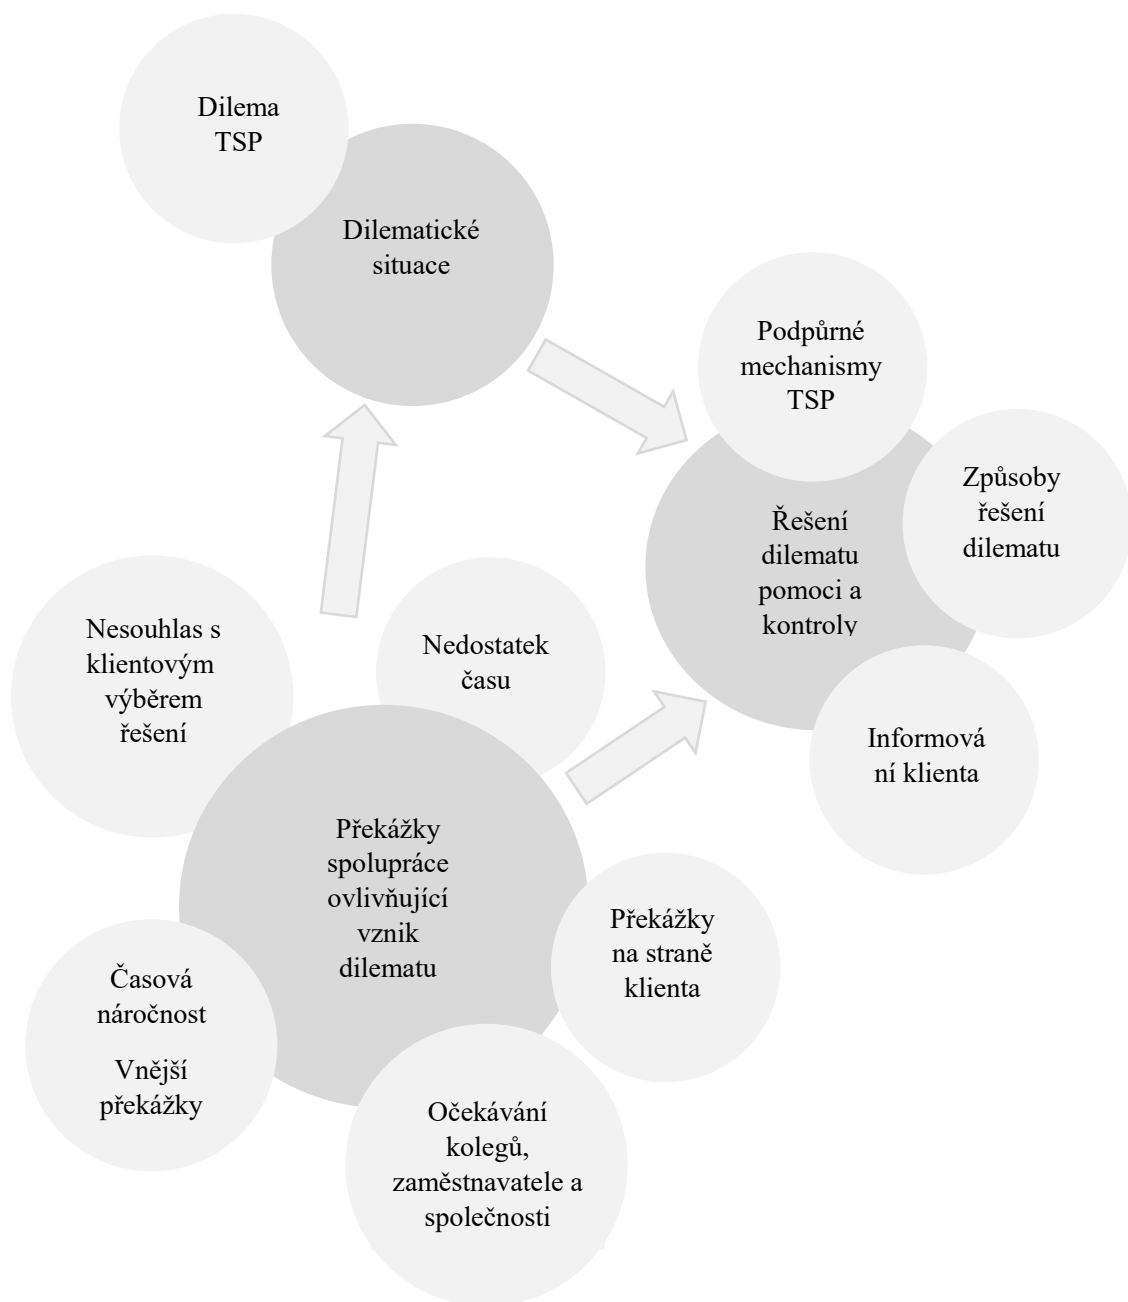 Dilema
TSP
Dilematické
situace
Podpůrné
mechanismy
TSP
Způsoby
řešení
dilematu
Řešení
dilematu
pomoci a
kontroly
Nesouhlas s
klientovým
výběrem
řešení
Nedostatek
času
Informová
ní klienta
Překážky
spolupráce
ovlivňující
vznik
dilematu
Překážky
na straně
klienta
Časová
náročnost
Vnější
překážky
Očekávání
kolegů,
zaměstnavatele a
společnosti